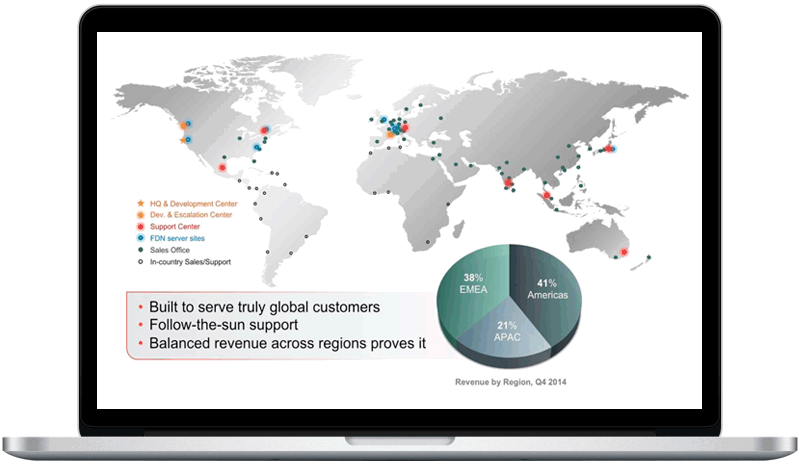 HQ & Development Center
Dev. & Escalation Center
Support Center
FDN server sites
Sales Office
In-country Sales/Support
38%
EMEA
41%
Americas
21%
APAC
Built to serve truly global customers
Follow-the-sun support
Balanced revenue across regions proves it
Revenue by Region, Q4 2014